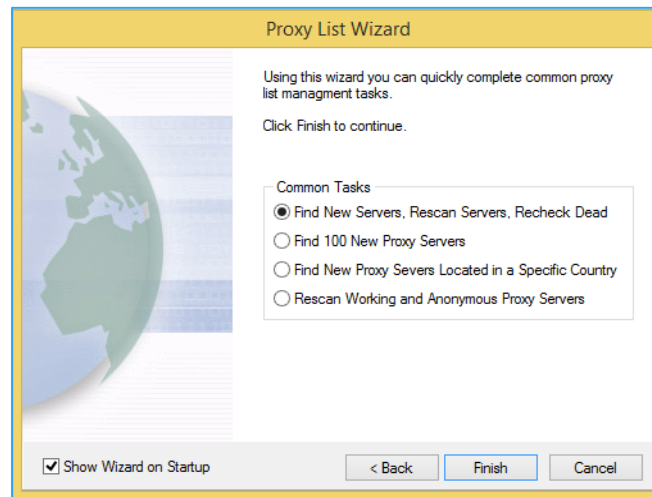 Proxy List Wizard
Using this wizard you can quickly complete common proxy
list managment tasks.
Click Finish to continue.
Common Tasks
Find New Servers, Rescan Servers, Recheck Dead
Find 100 New Proxy Servers
Find New Proxy Severs Located in a Specific Country
Rescan Working and Anonymous Proxy Servers
Show Wizard on Startup
< Back Finish Cancel